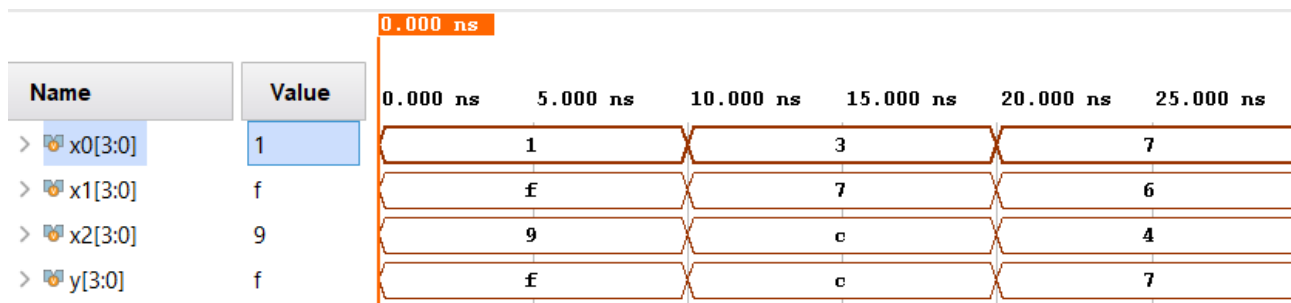 0.000 ns
Name Value 0.000 ns 5.000 ns 10.000 ns 15.000 ns 20.000 ns 25.000 ns
x0[3:0] 1 1 3 7
x1[3:0] f f 7 6
x2[3:0] 9 9 c 4
y[3:0] f f c 7